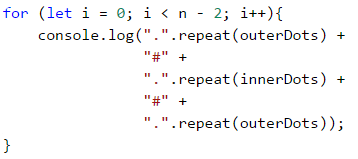 for (let i = 0; i < n - 2; i++){
    console.log(".".repeat(outerDots) +
                "#" +
                ".".repeat(innerDots) +
                "#" +
                ".".repeat(outerDots));
}